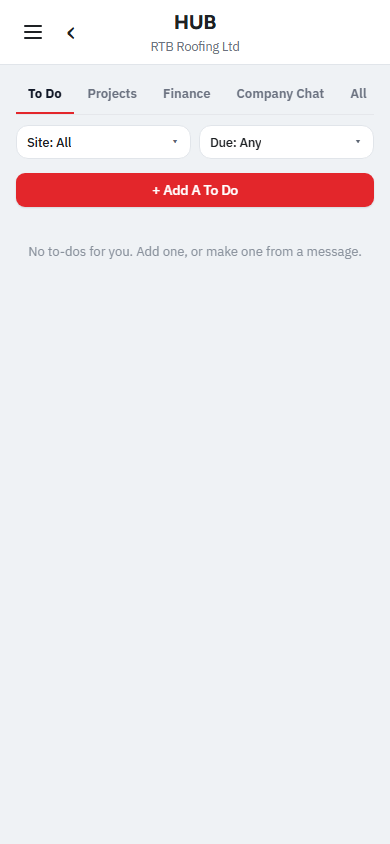 HUB
RTB Roofing Ltd
To Do Projects Finance Company Chat All
Site: All Due: Any
+ Add A To Do
No to-dos for you. Add one, or make one from a message.